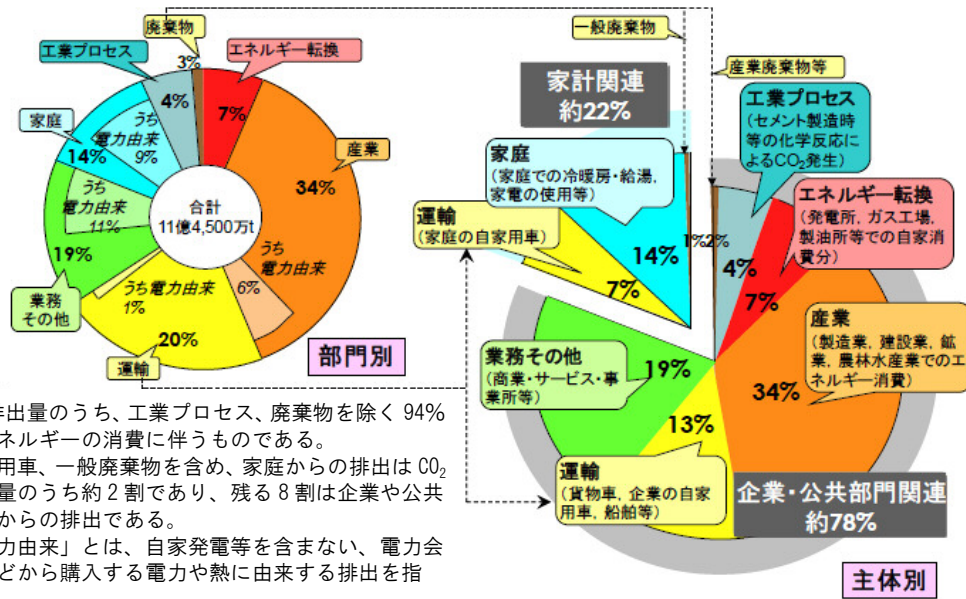 廃棄物
工業プロセス
エネルギー転換
3%
4%
7%
家庭
うち
電力由来
9%
14%
産業
34%
うち
電力由来
11%
合計
11億4,500万t
うち
電力由来
6%
19%
うち電力由来
1%
業務
その他
20%
運輸
部門別
一般廃棄物
産業廃棄物等
家計関連
約22%
工業プロセス
(セメント製造時
等の化学反応に
よるCO₂発生)
家庭
(家庭での冷暖房・給湯,
家電の使用等)
エネルギー転換
(発電所, ガス工場,
製油所等での自家消
費分)
運輸
(家庭の自家用車)
14%
1%
2%
4%
7%
7%
産業
(製造業, 建設業, 鉱
業, 農林水産業でのエ
ネルギー消費)
業務その他
(商業・サービス・事
業所等)
19%
34%
13%
運輸
(貨物車, 企業の自家
用車, 船舶等)
企業・公共部門関連
約78%
主体別
出量のうち、工業プロセス、廃棄物を除く 94%
ネルギーの消費に伴うものである。
用車、一般廃棄物を含め、家庭からの排出は CO₂
量のうち約 2 割であり、残る 8 割は企業や公共
からの排出である。
力由来」とは、自家発電等を含まない、電力会
どから購入する電力や熱に由来する排出を指